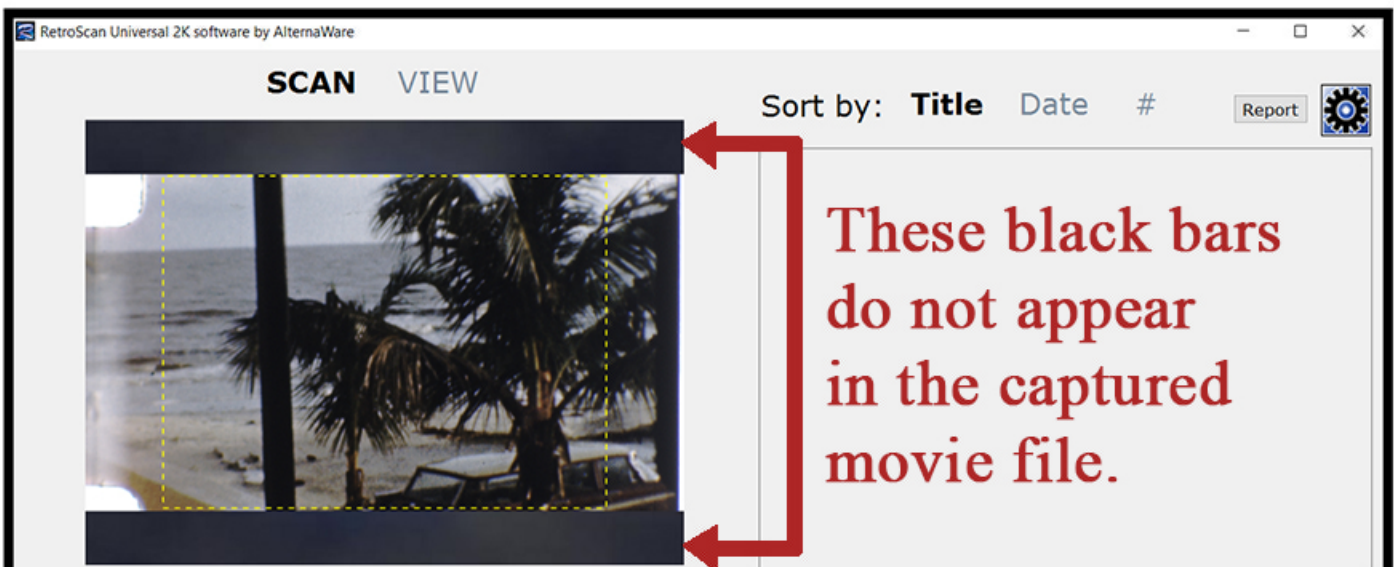 RetroScan Universal 2K software by AlternaWare
SCAN VIEW
Sort by: Title Date # Report
These black bars
do not appear
in the captured
movie file.